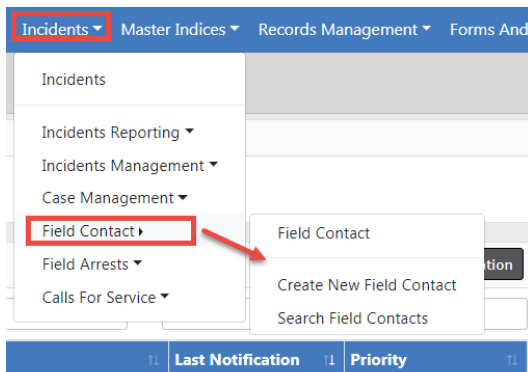 Incidents Master Indices Records Management Forms And
Incidents
Incidents Reporting
Incidents Management
Case Management
Field Contact
Field Arrests
Calls For Service
Field Contact
Create New Field Contact
Search Field Contacts
tion
Last Notification Priority